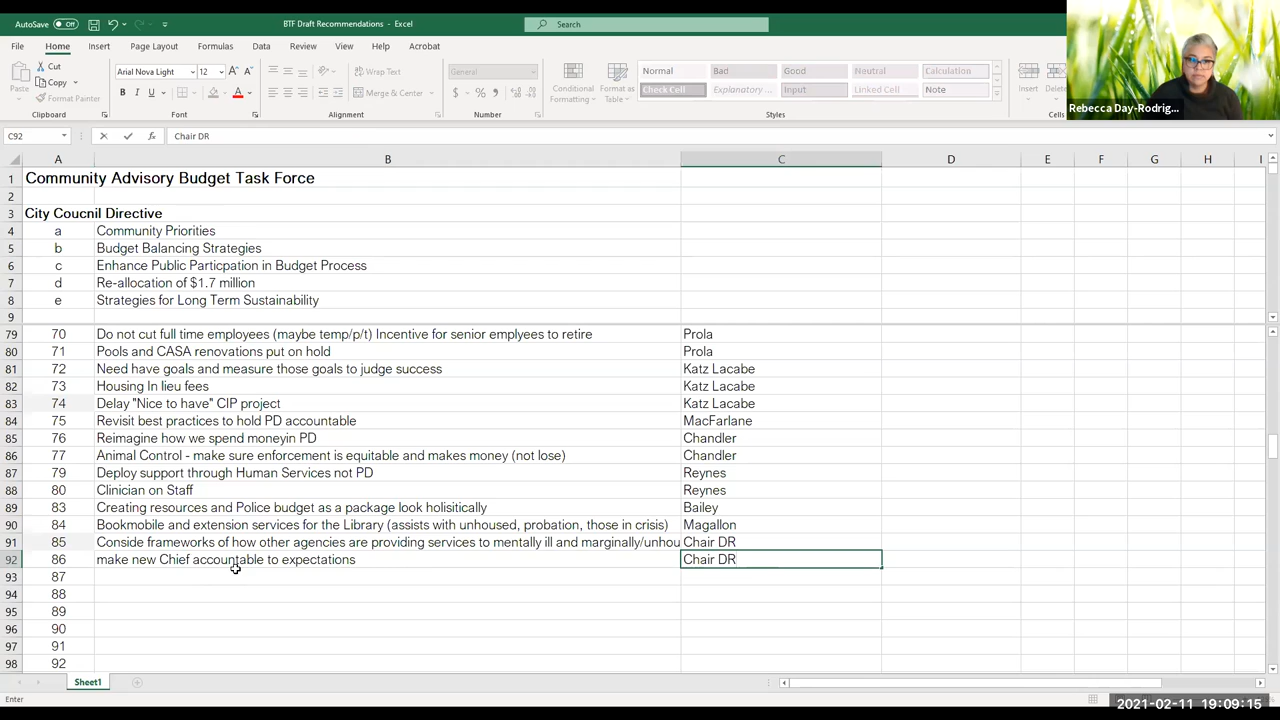 AutoSave Off
BTF Draft Recommendations - Excel
Search
File Home Insert Page Layout Formulas Data Review View Help Acrobat
Paste
Cut
Copy
Format Painter
Clipboard
Arial Nova Light 12
B I U
Font
Wrap Text
Merge & Center
Alignment
General
$ % ,
Number
Conditional Formatting
Format as Table
Normal Bad Good Neutral Calculation
Check Cell Explanatory ... Input Linked Cell Note
Styles
Insert
Delete
Cells
Rebecca Day-Rodrig...
C92
fx
Chair DR
A B C D E F G H I
1 Community Advisory Budget Task Force
2
3 City Coucnil Directive
4 a Community Priorities
5 b Budget Balancing Strategies
6 c Enhance Public Particpation in Budget Process
7 d Re-allocation of $1.7 million
8 e Strategies for Long Term Sustainability
9
79 70 Do not cut full time employees (maybe temp/p/t) Incentive for senior emplyees to retire Prola
80 71 Pools and CASA renovations put on hold Prola
81 72 Need have goals and measure those goals to judge success Katz Lacabe
82 73 Housing In lieu fees Katz Lacabe
83 74 Delay "Nice to have" CIP project Katz Lacabe
84 75 Revisit best practices to hold PD accountable MacFarlane
85 76 Reimagine how we spend moneyin PD Chandler
86 77 Animal Control - make sure enforcement is equitable and makes money (not lose) Chandler
87 79 Deploy support through Human Services not PD Reynes
88 80 Clinician on Staff Reynes
89 83 Creating resources and Police budget as a package look holisitically Bailey
90 84 Bookmobile and extension services for the Library (assists with unhoused, probation, those in crisis) Magallon
91 85 Conside frameworks of how other agencies are providing services to mentally ill and marginally/unhou Chair DR
92 86 make new Chief accountable to expectations Chair DR
93 87
94 88
95 89
96 90
97 91
98 92
Sheet1
Enter
2021-02-11 19:09:15